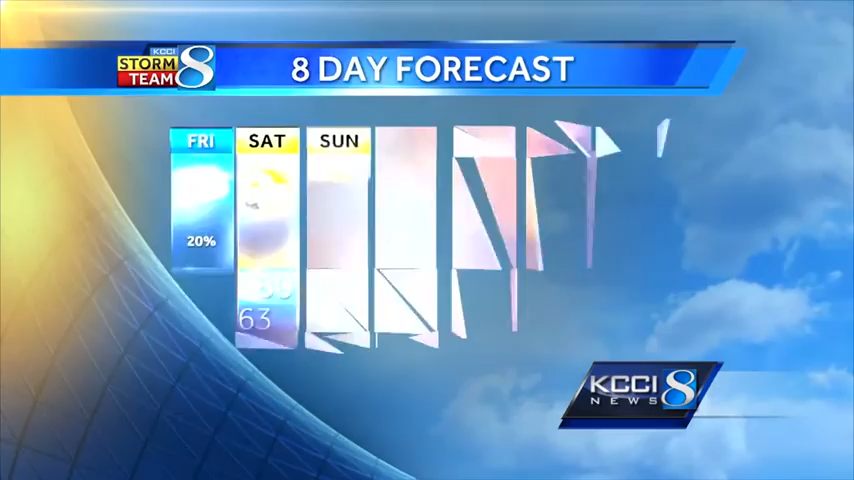 KCCI
STORM
TEAM 8
8 DAY FORECAST
FRI
SAT
SUN
20%
63
KCCI 8
NEWS